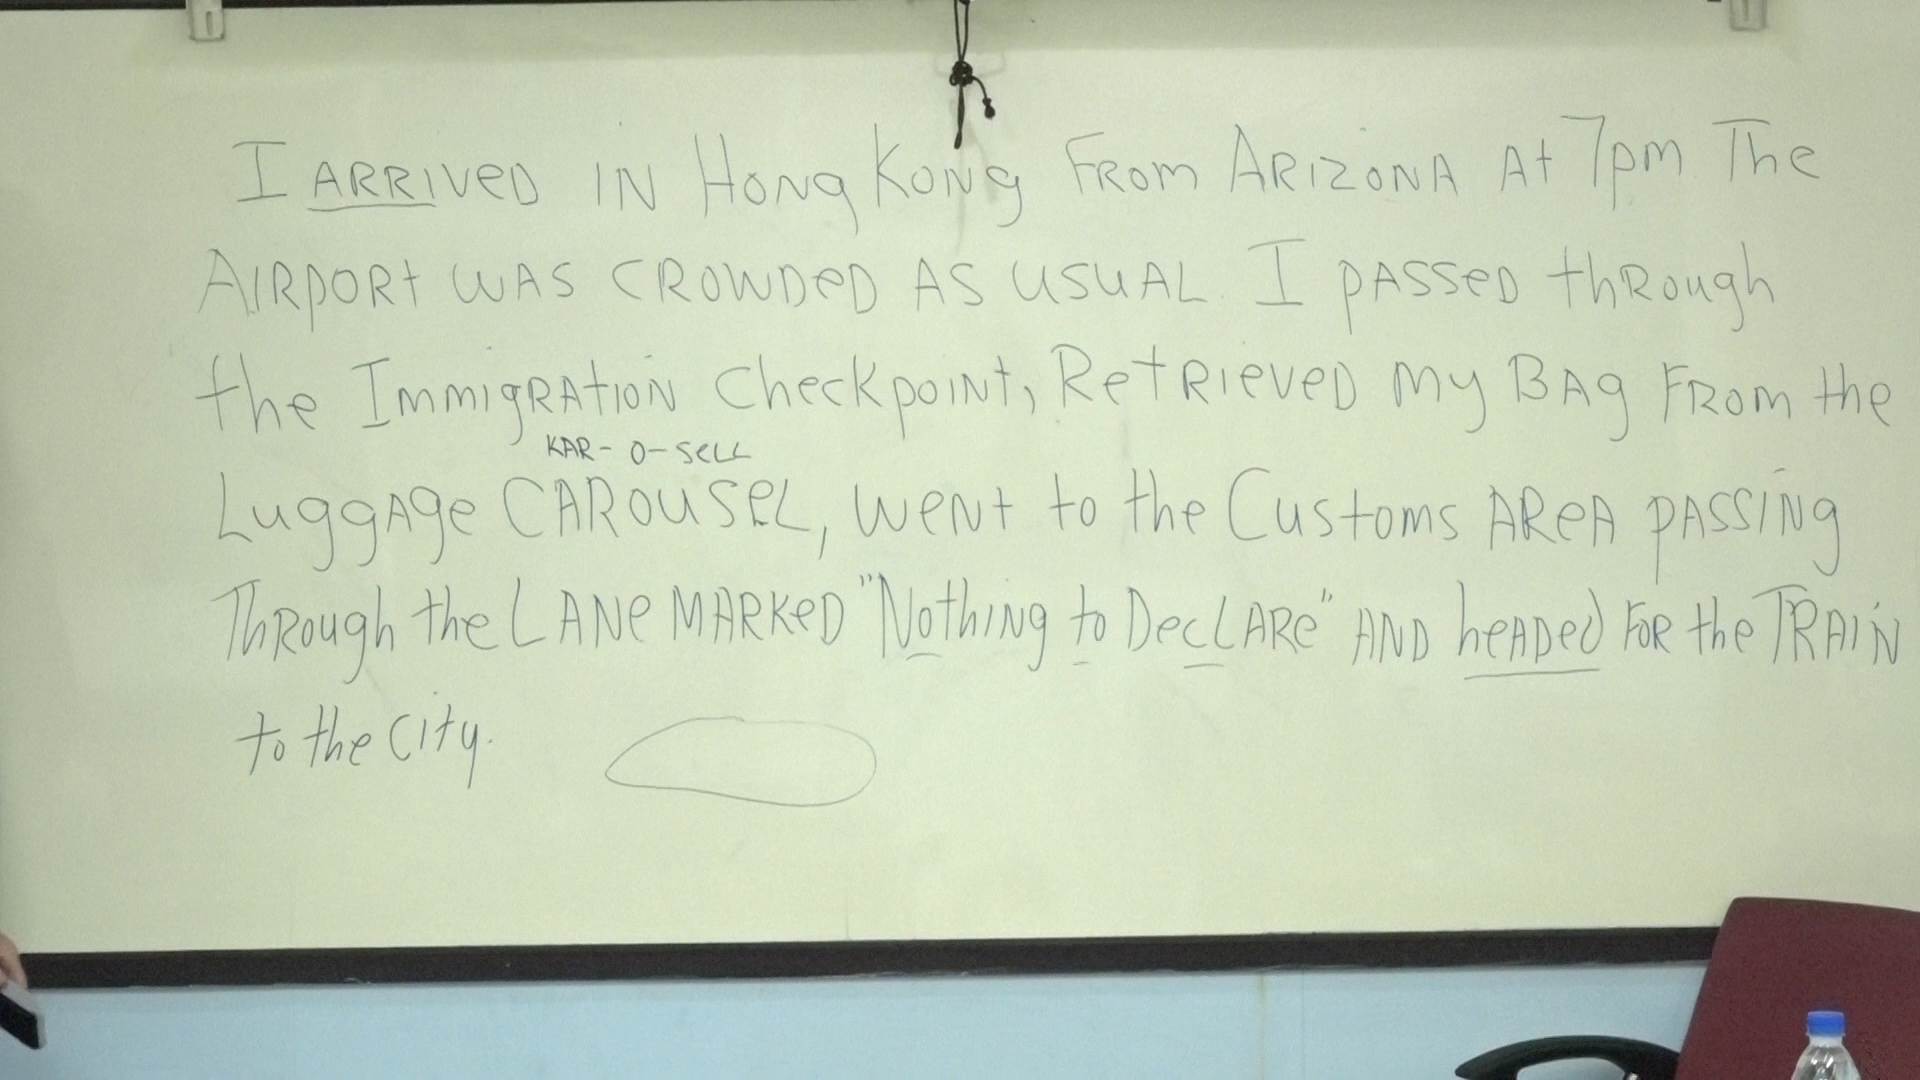 I ARRIVED IN Hong Kong From ARIZONA At 7pm. The
AIRPORT WAS CROWDED AS USUAL. I PASSED through
the Immigration Checkpoint, Retrieved My BAg From the
KAR-O-SELL
Luggage CAROUSEL, went to the Customs AREA PASSINg
Through the LANe MARKeD "Nothing to DecLARe" AND heADeD FOR the TRAIN
to the City.